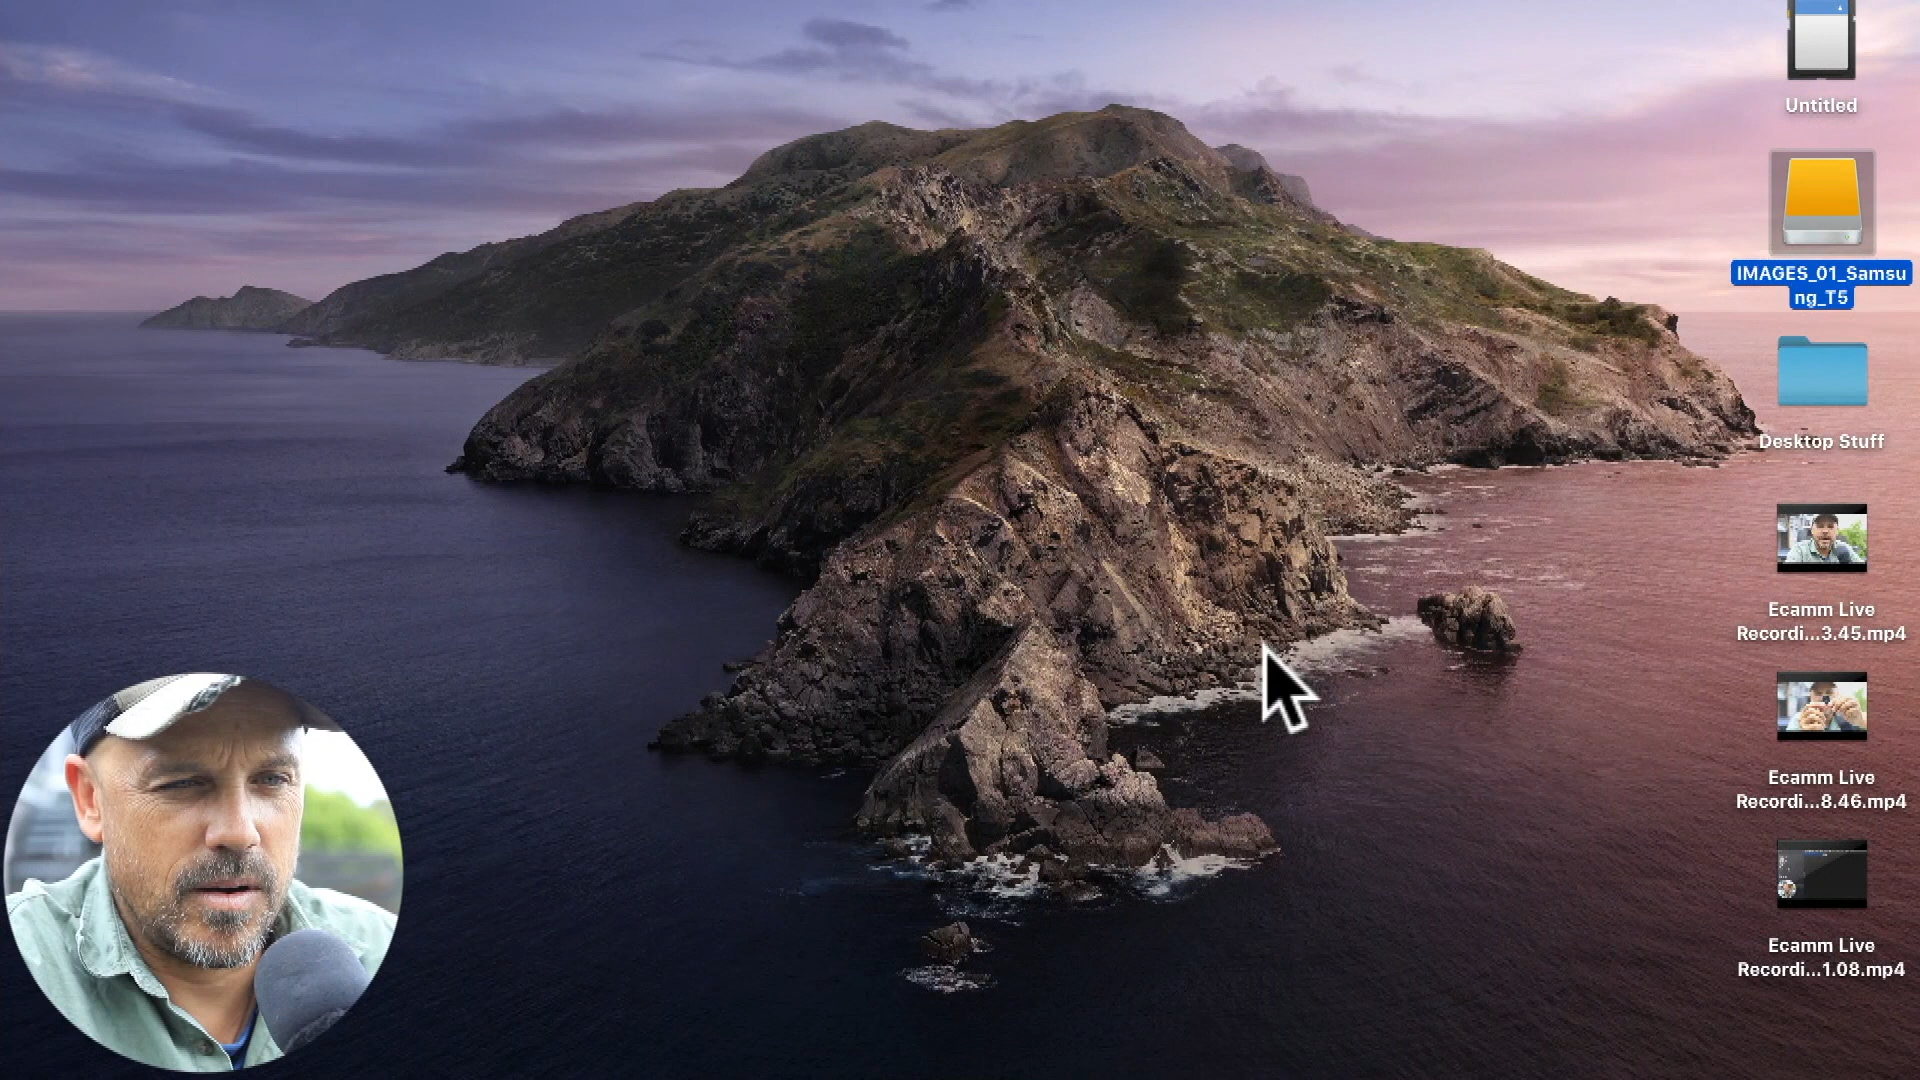 Untitled
IMAGES_01_Samsu
ng_T5
Desktop Stuff
Ecamm Live
Recordi...3.45.mp4
Ecamm Live
Recordi...8.46.mp4
Ecamm Live
Recordi...1.08.mp4